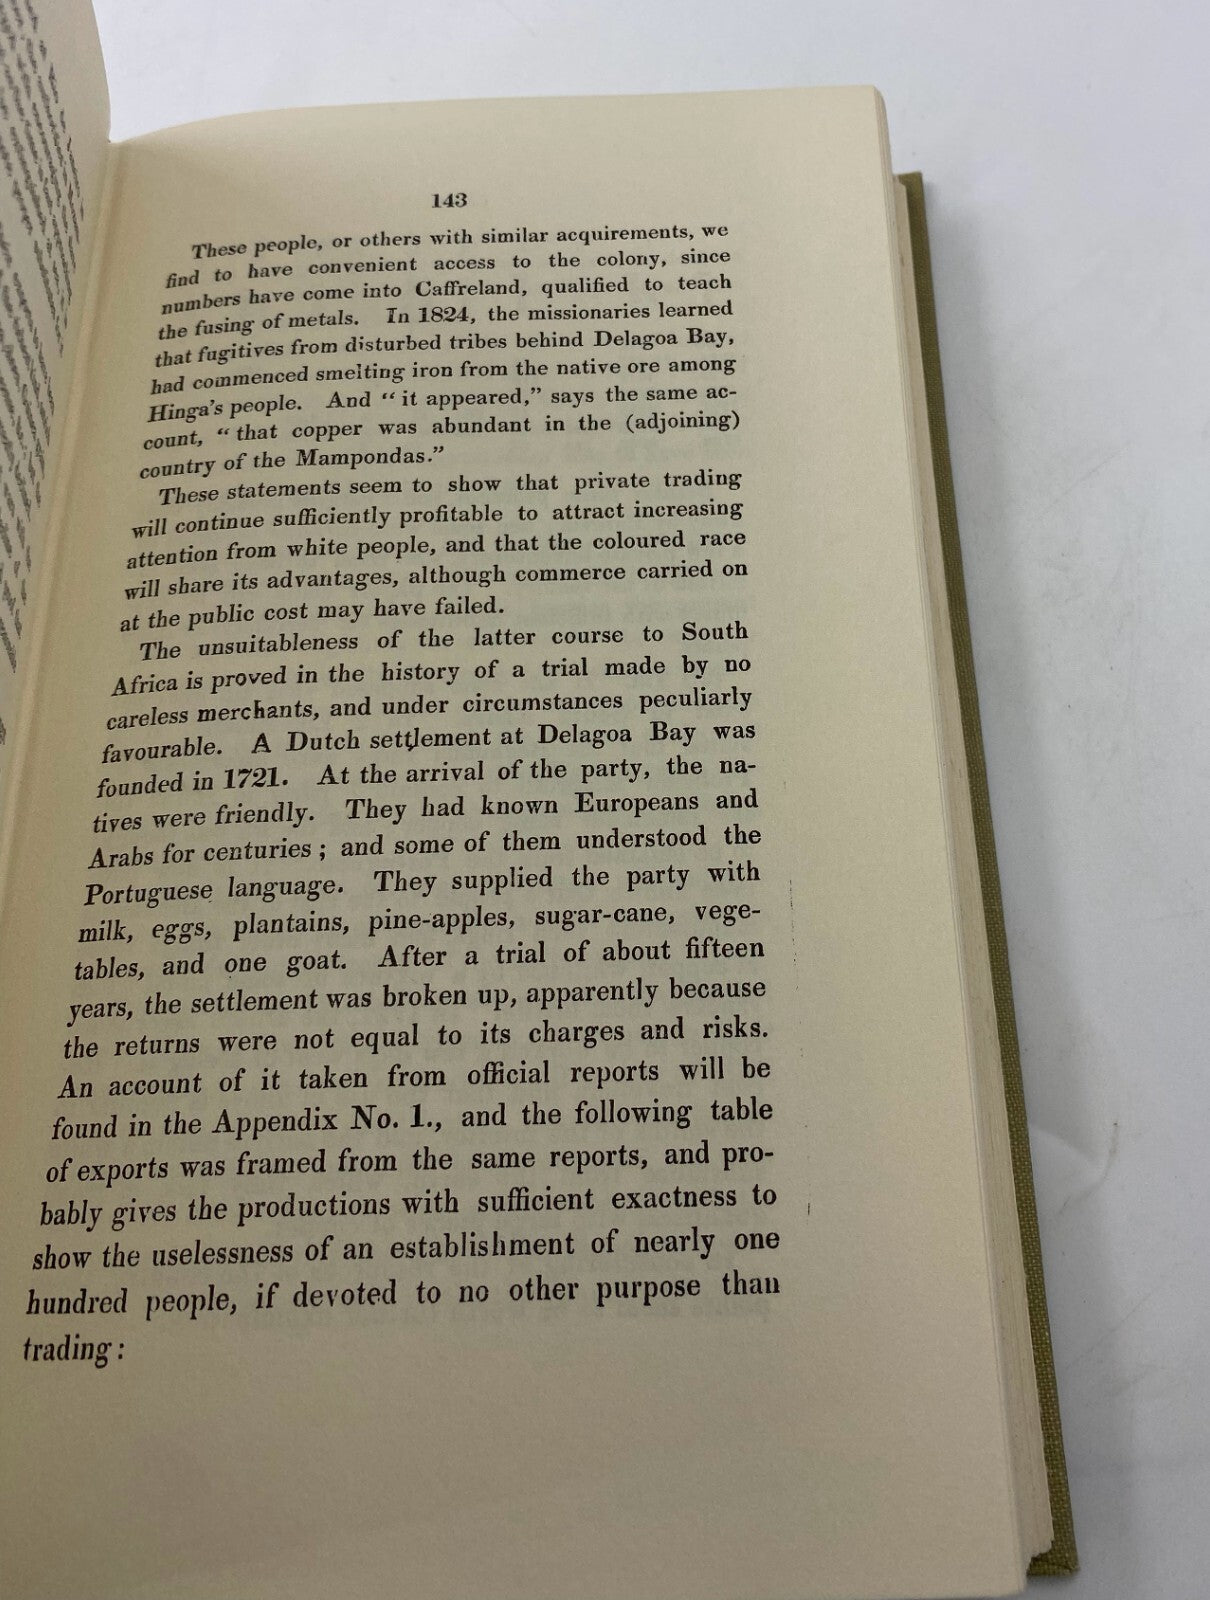 143
These people, or others with similar acquirements, we
find to have convenient access to the colony, since
numbers have come into Caffreland, qualified to teach
the fusing of metals. In 1824, the missionaries learned
that fugitives from disturbed tribes behind Delagoa Bay,
had commenced smelting iron from the native ore among
Hinga's people. And “it appeared,” says the same ac-
count, “that copper was abundant in the (adjoining)
country of the Mampondas.”
These statements seem to show that private trading
will continue sufficiently profitable to attract increasing
attention from white people, and that the coloured race
will share its advantages, although commerce carried on
at the public cost may have failed.
The unsuitableness of the latter course to South
Africa is proved in the history of a trial made by no
careless merchants, and under circumstances peculiarly
favourable. A Dutch settlement at Delagoa Bay was
founded in 1721. At the arrival of the party, the na-
tives were friendly. They had known Europeans and
Arabs for centuries; and some of them understood the
Portuguese language. They supplied the party with
milk, eggs, plantains, pine-apples, sugar-cane, vege-
tables, and one goat. After a trial of about fifteen
years, the settlement was broken up, apparently because
the returns were not equal to its charges and risks.
An account of it taken from official reports will be
found in the Appendix No. 1., and the following table
of exports was framed from the same reports, and pro-
bably gives the productions with sufficient exactness to
show the uselessness of an establishment of nearly one
hundred people, if devoted to no other purpose than
trading: